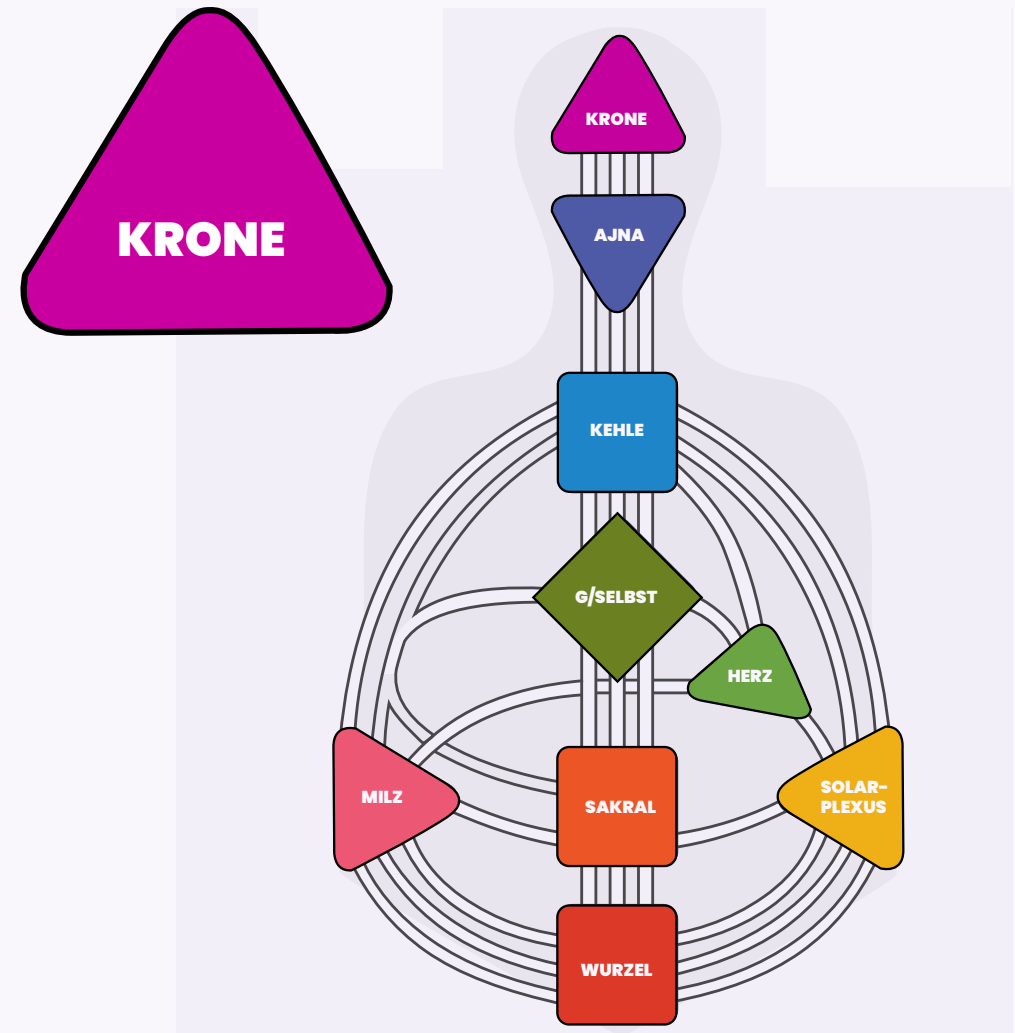 KRONE
KRONE
AJNA
KEHLE
G/SELBST
HERZ
MILZ
SAKRAL
SOLAR-
PLEXUS
WURZEL